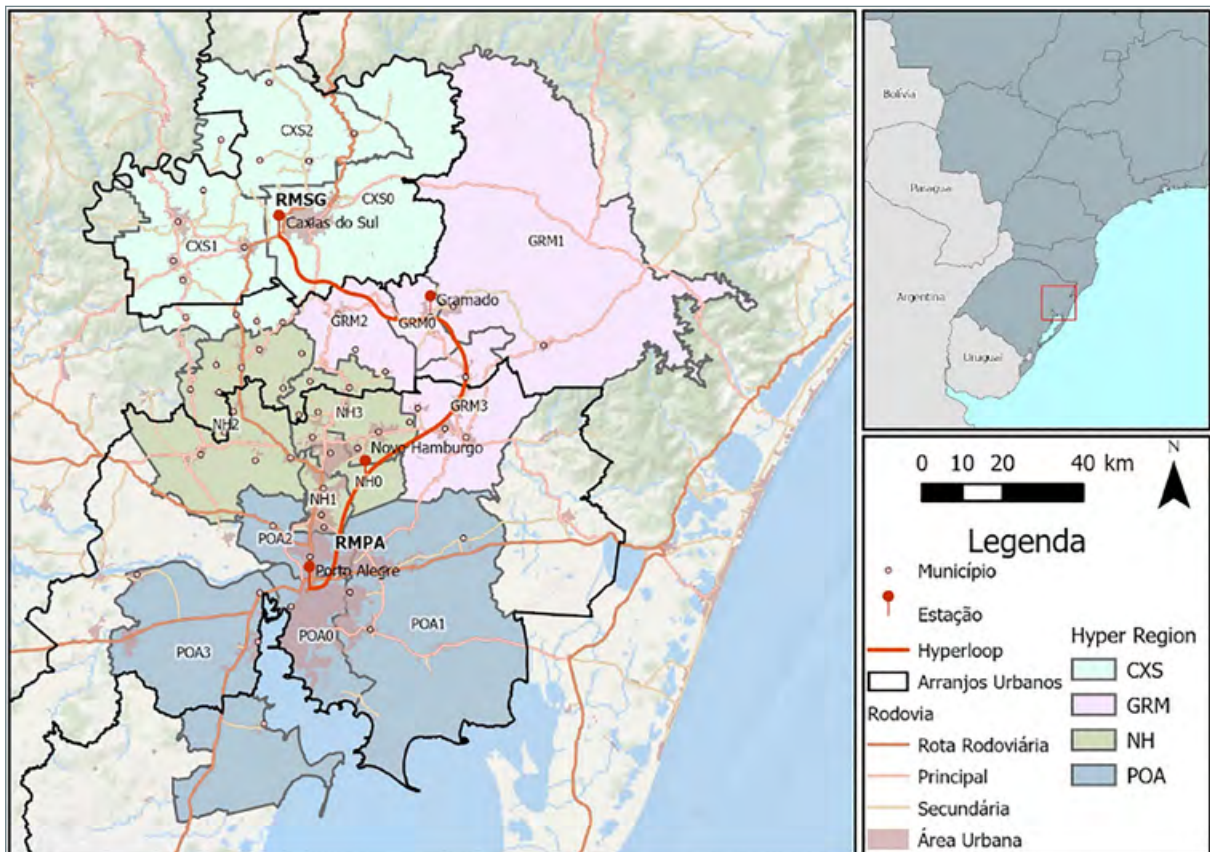 CXS2
RMSG
CXS0
Caxias do Sul
CXS1
GRM1
Gramado
GRM2
GRM0
GRM3
NH3
NH2
Novo Hamburgo
NH0
NH1
RMPA
POA2
Porto Alegre
POA1
POA0
POA3
Bolívia
Paraguai
Argentina
Uruguai
N
0 10 20 40 km
Legenda
Município
Estação
Hyperloop
Arranjos Urbanos
Rodovia
Rota Rodoviária
Principal
Secundária
Área Urbana
Hyper Region
CXS
GRM
NH
POA